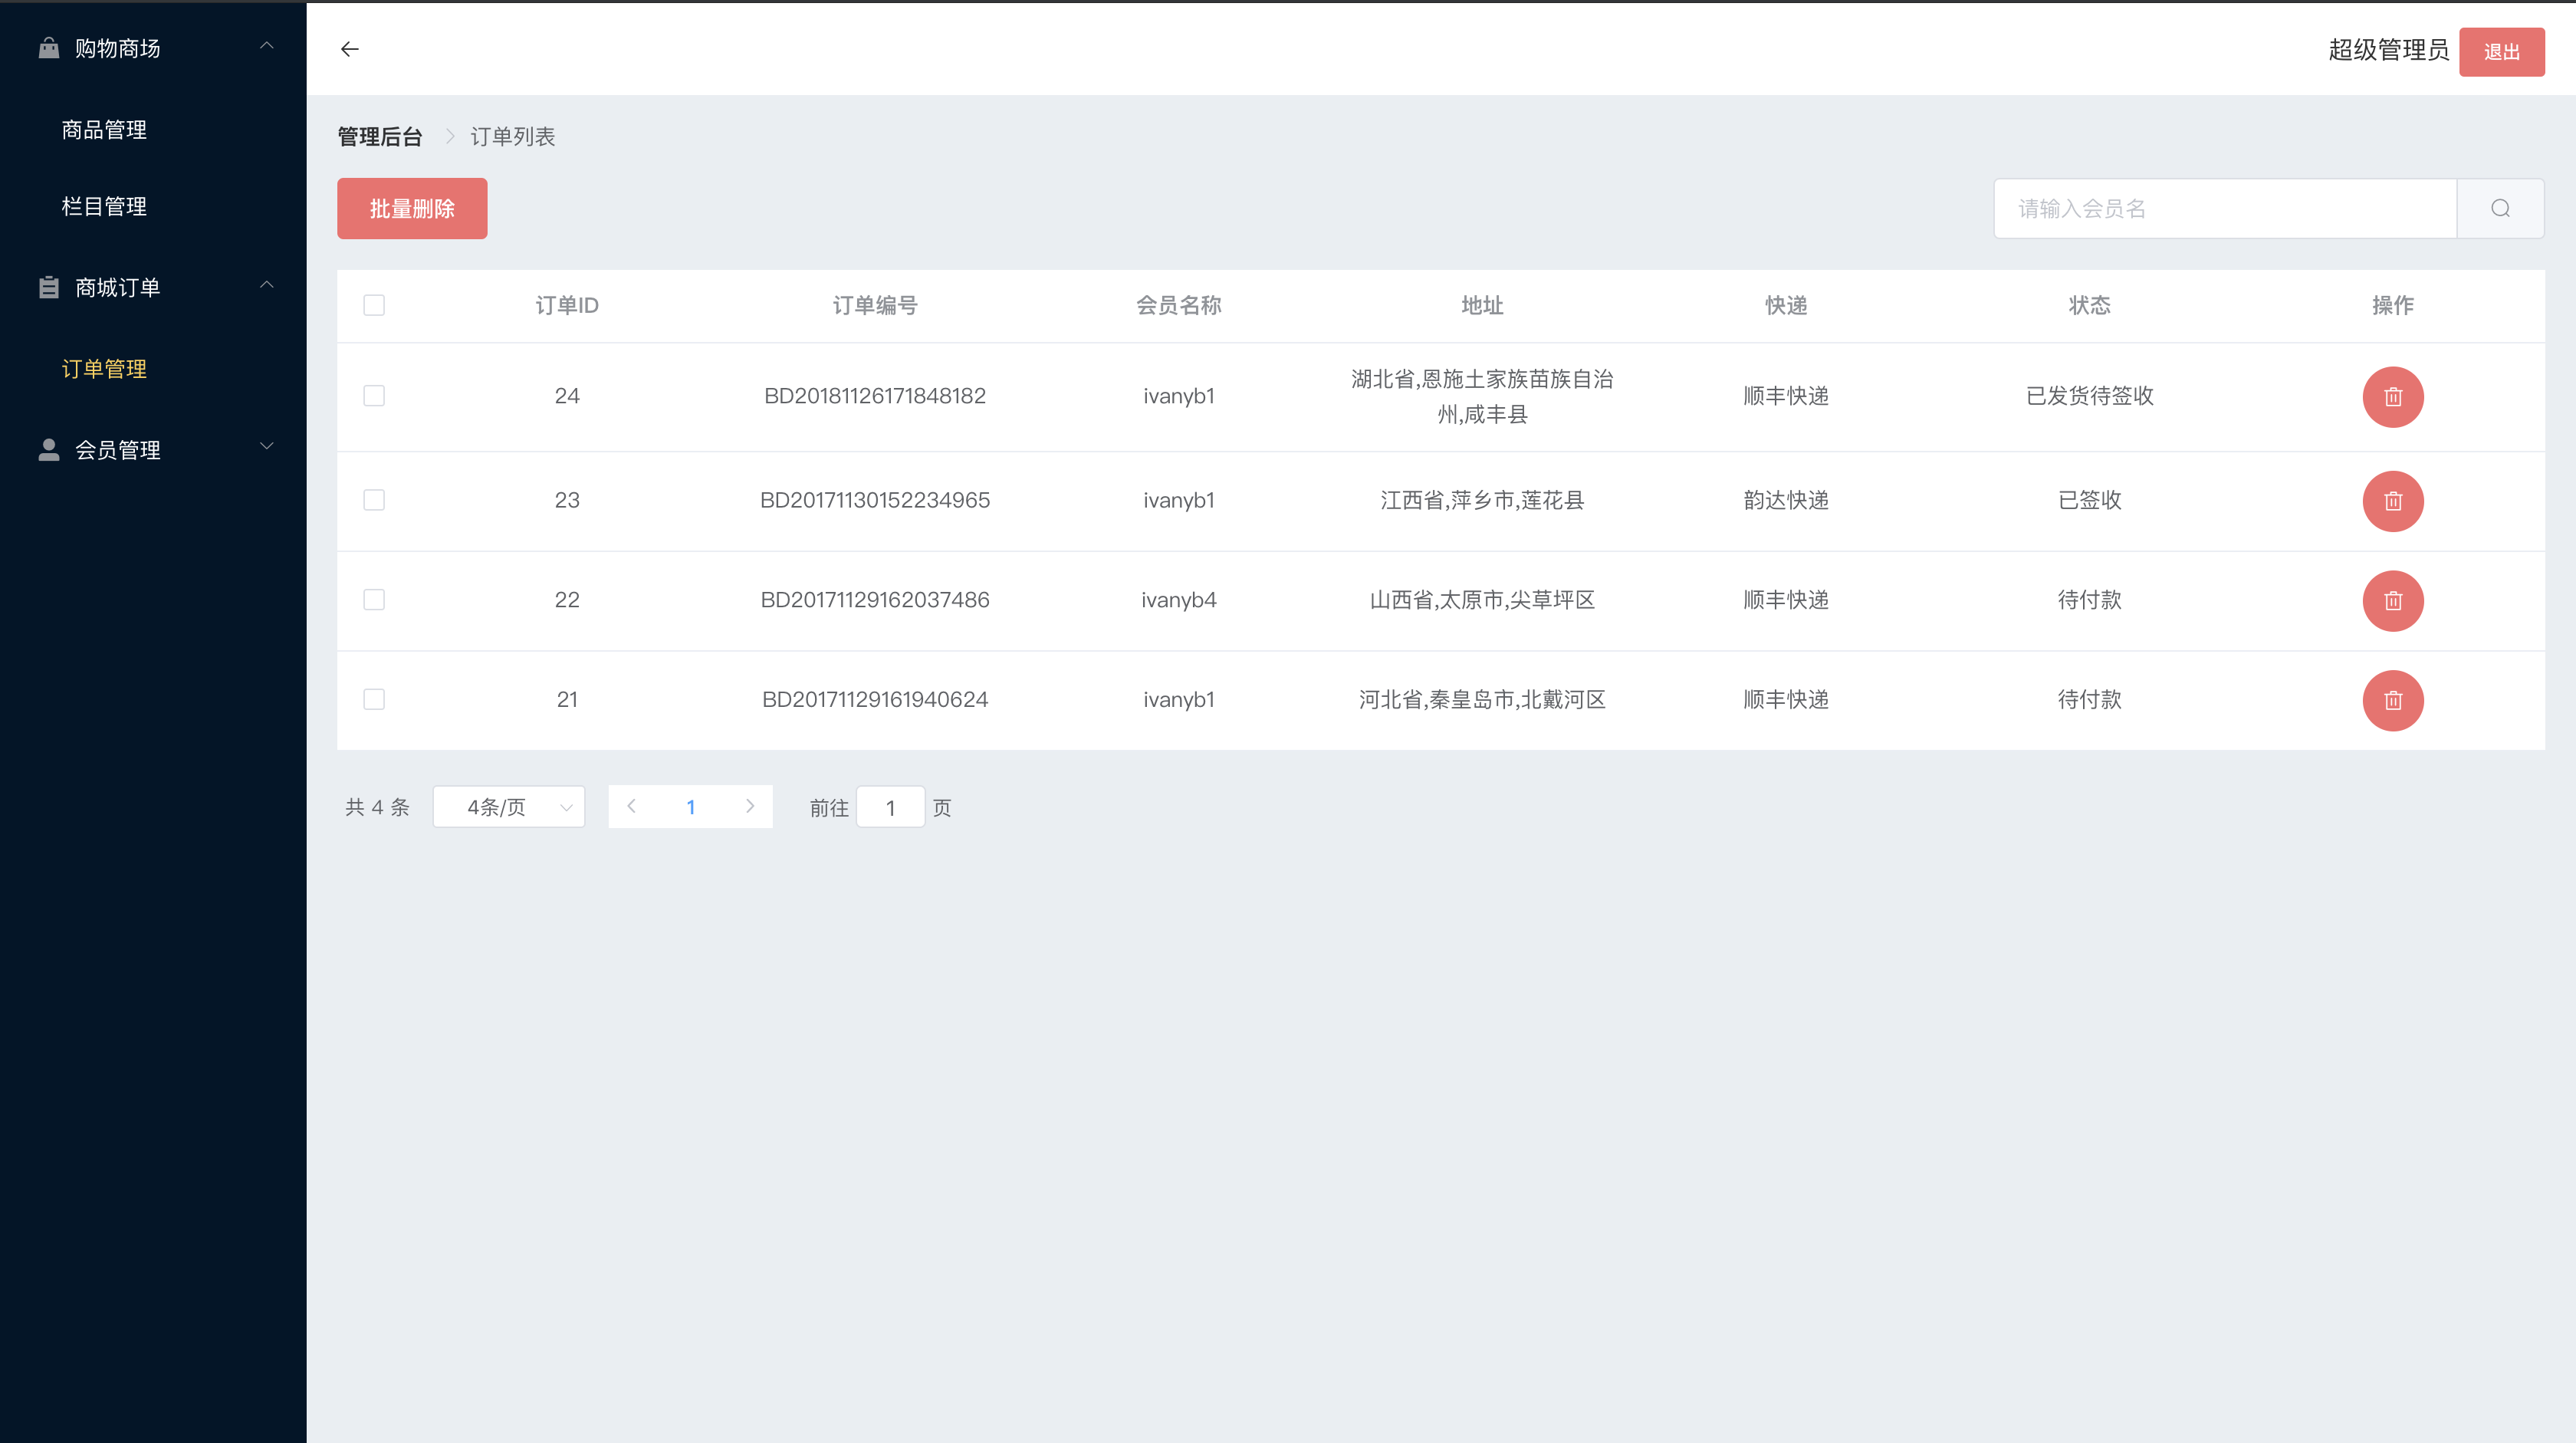 购物商场
商品管理
栏目管理
商城订单
订单管理
会员管理
超级管理员 退出
管理后台 订单列表
批量删除 请输入会员名
订单ID 订单编号 会员名称 地址 快递 状态 操作
24 BD20181126171848182 ivanyb1 湖北省,恩施土家族苗族自治 顺丰快递 已发货待签收
州,咸丰县
23 BD20171130152234965 ivanyb1 江西省,萍乡市,莲花县 韵达快递 已签收
22 BD20171129162037486 ivanyb4 山西省,太原市,尖草坪区 顺丰快递 待付款
21 BD20171129161940624 ivanyb1 河北省,秦皇岛市,北戴河区 顺丰快递 待付款
共 4 条 4条/页 1 前往 1 页